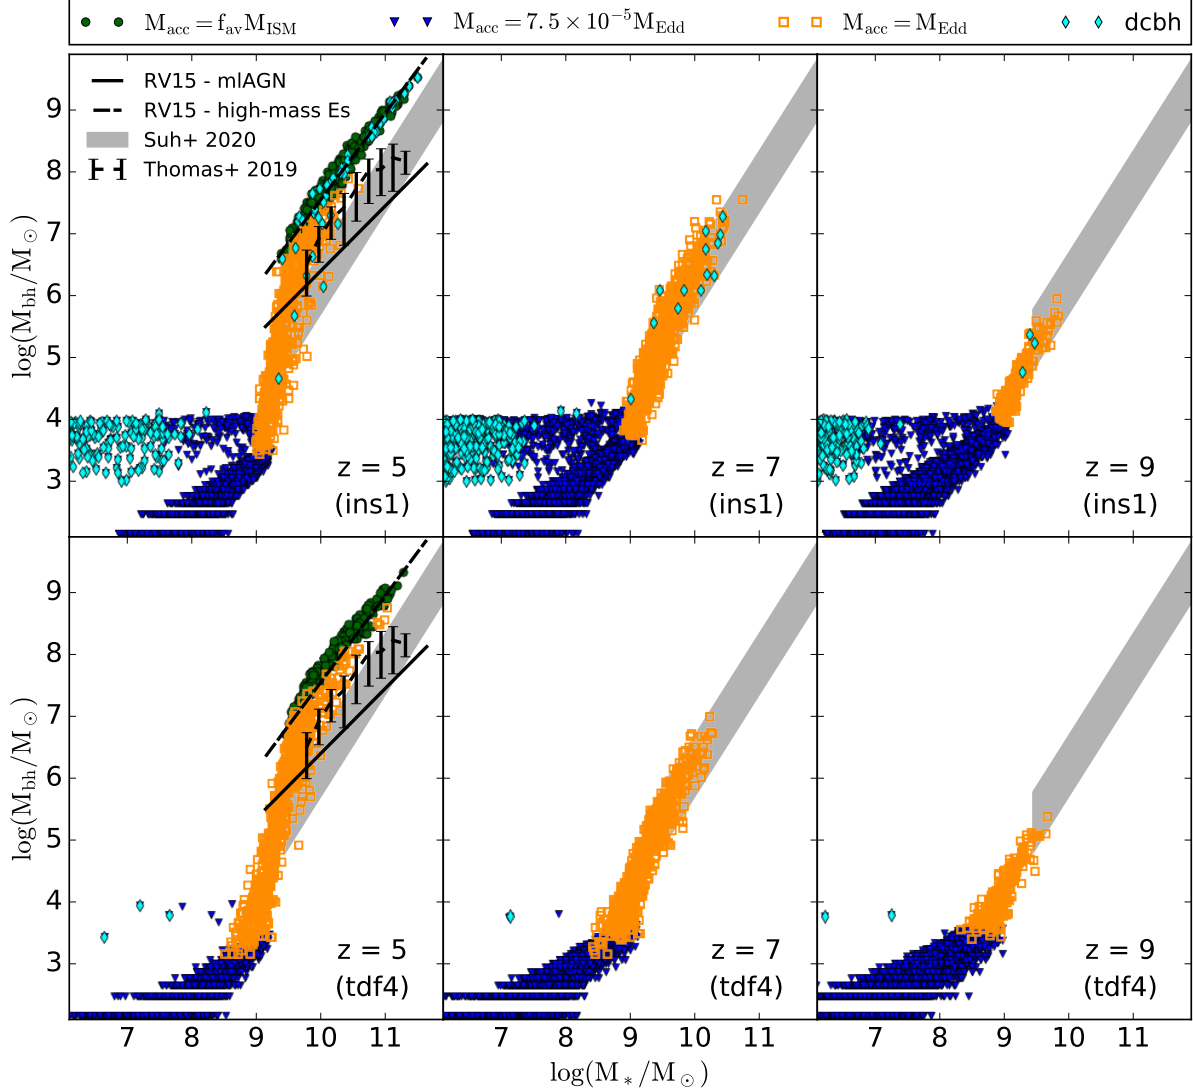 M_acc = f_av M_ISM    M_acc = 7.5 × 10^−5 M_Edd    M_acc = M_Edd    dcbh
RV15 - mlAGN
RV15 - high-mass Es
Suh+ 2020
Thomas+ 2019
log(M_bh/M_⊙)
9
8
7
6
5
4
3
z = 5
(ins1)
z = 7
(ins1)
z = 9
(ins1)
log(M_bh/M_⊙)
9
8
7
6
5
4
3
z = 5
(tdf4)
z = 7
(tdf4)
z = 9
(tdf4)
7 8 9 10 11 7 8 9 10 11 7 8 9 10 11
log(M_*/M_⊙)